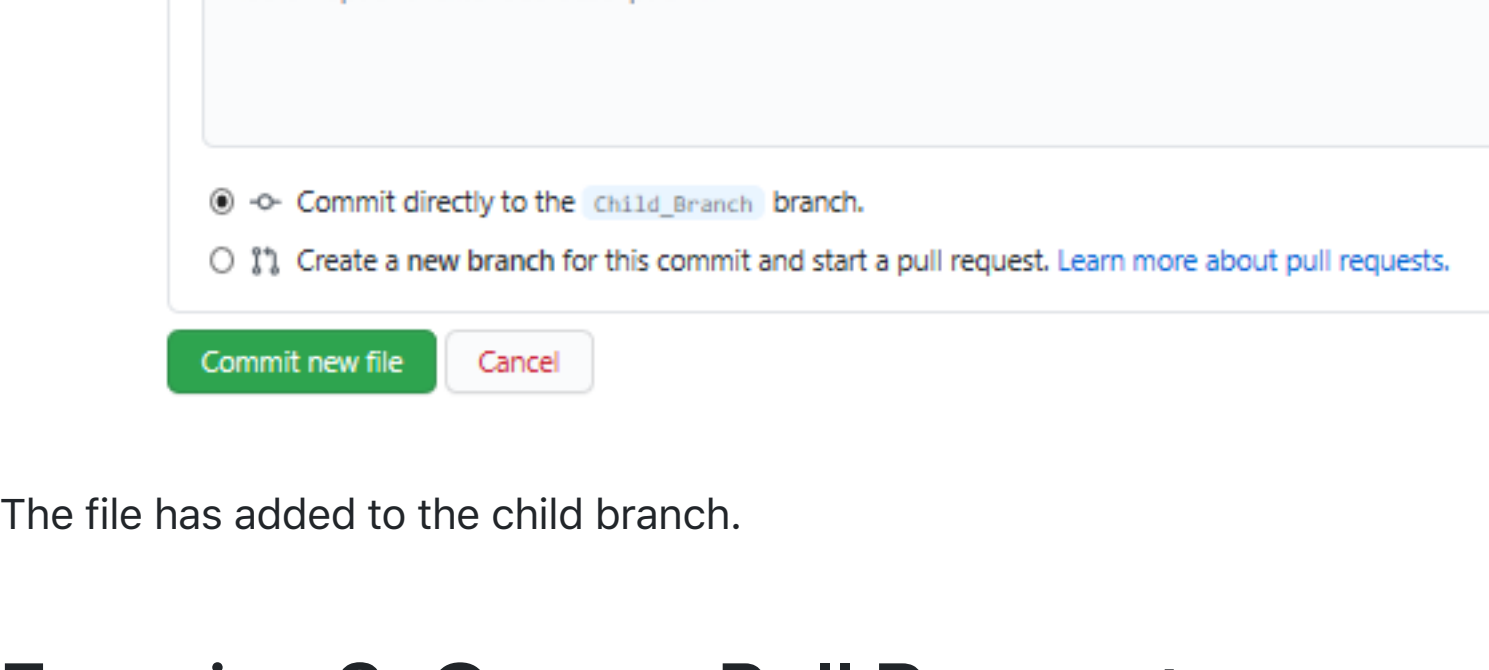 Commit directly to the Child_Branch branch.
Create a new branch for this commit and start a pull request. Learn more about pull requests.
Commit new file Cancel
The file has added to the child branch.